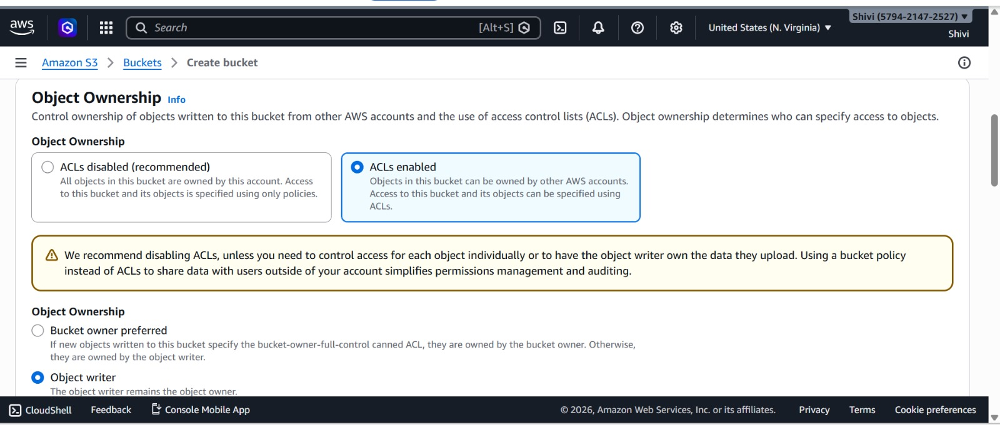 aws
Search
[Alt+S]
United States (N. Virginia) ▼
Shivi (5794-2147-2527) ▼
Shivi
Amazon S3 > Buckets > Create bucket
Object Ownership Info
Control ownership of objects written to this bucket from other AWS accounts and the use of access control lists (ACLs). Object ownership determines who can specify access to objects.
Object Ownership
ACLs disabled (recommended)
All objects in this bucket are owned by this account. Access
to this bucket and its objects is specified using only policies.
ACLs enabled
Objects in this bucket can be owned by other AWS accounts.
Access to this bucket and its objects can be specified using
ACLs.
We recommend disabling ACLs, unless you need to control access for each object individually or to have the object writer own the data they upload. Using a bucket policy
instead of ACLs to share data with users outside of your account simplifies permissions management and auditing.
Object Ownership
Bucket owner preferred
If new objects written to this bucket specify the bucket-owner-full-control canned ACL, they are owned by the bucket owner. Otherwise,
they are owned by the object writer.
Object writer
The object writer remains the object owner.
CloudShell
Feedback
Console Mobile App
© 2026, Amazon Web Services, Inc. or its affiliates.
Privacy
Terms
Cookie preferences